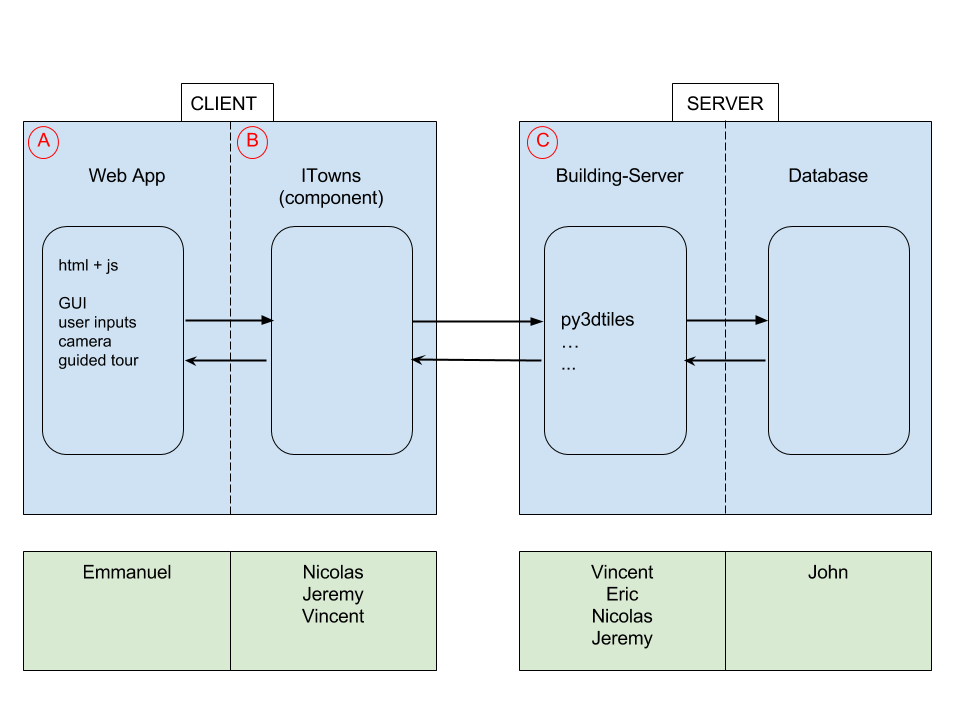 CLIENT
SERVER
A
B
C
Web App
ITowns
(component)
Building-Server
Database
html + js
GUI
user inputs
camera
guided tour
py3dtiles
…
...
Emmanuel
Nicolas
Jeremy
Vincent
Vincent
Eric
Nicolas
Jeremy
John